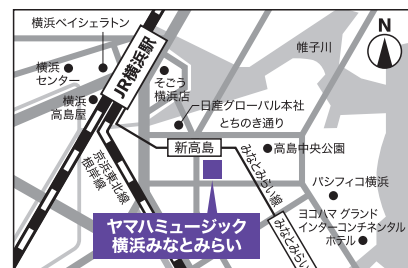 横浜ベイシェラトン
N
帷子川
JR横浜駅
横浜
センター
そごう
横浜店
横浜
高島屋
日産グローバル本社
とちのき通り
新高島
高島中央公園
京浜東北線
根岸線
みなとみらい線
パシフィコ横浜
ヤマハミュージック
横浜みなとみらい
ヨコハマ グランド
インターコンチネンタル
ホテル
みなとみらい